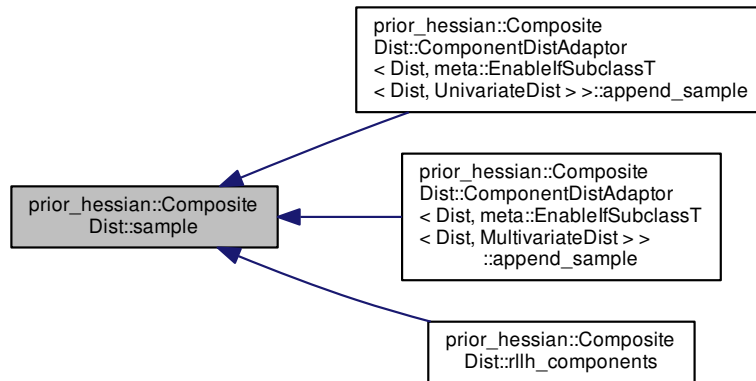 prior_hessian::Composite
Dist::sample
prior_hessian::Composite
Dist::ComponentDistAdaptor
< Dist, meta::EnableIfSubclassT
< Dist, UnivariateDist > >::append_sample
prior_hessian::Composite
Dist::ComponentDistAdaptor
< Dist, meta::EnableIfSubclassT
< Dist, MultivariateDist > >
::append_sample
prior_hessian::Composite
Dist::rllh_components